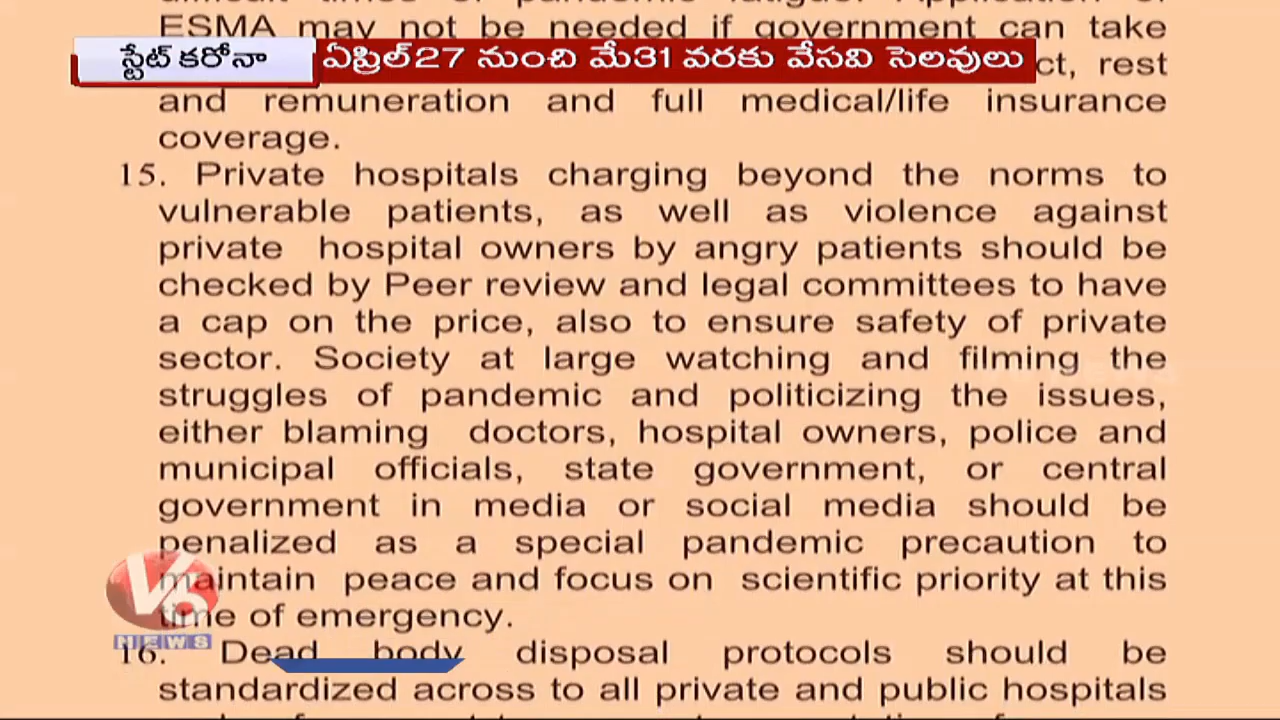 ESMA may not be needed if government can take
స్టేట్ కరోనా
ఏప్రిల్ 27 నుంచి మే31 వరకు వేసవి సెలవులు
ct, rest
and remuneration and full medical/life insurance
coverage.
15. Private hospitals charging beyond the norms to
vulnerable patients, as well as violence against
private hospital owners by angry patients should be
checked by Peer review and legal committees to have
a cap on the price, also to ensure safety of private
sector. Society at large watching and filming the
struggles of pandemic and politicizing the issues,
either blaming doctors, hospital owners, police and
municipal officials, state government, or central
government in media or social media should be
penalized as a special pandemic precaution to
maintain peace and focus on scientific priority at this
time of emergency.
V6
NEWS
16. Dead body disposal protocols should be
standardized across to all private and public hospitals